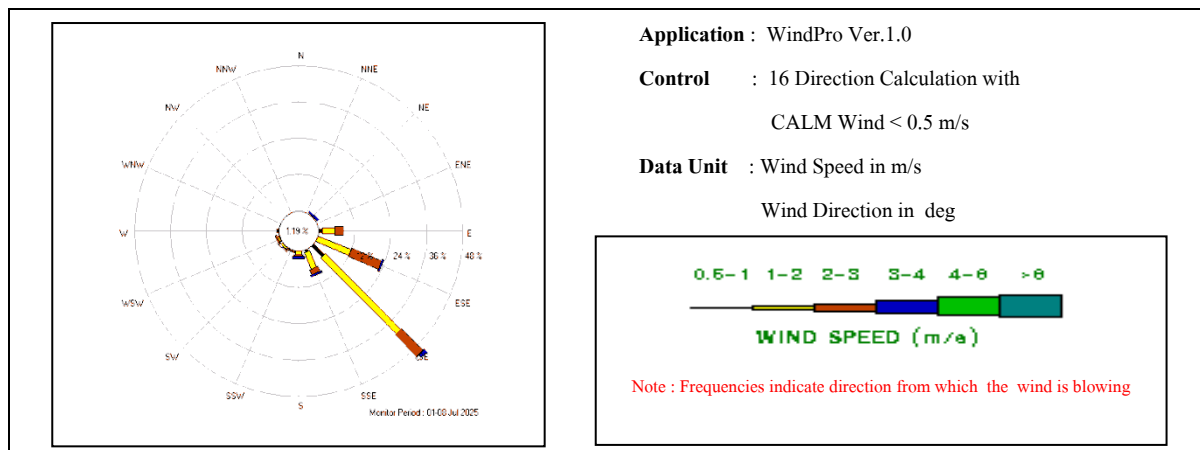 N
NNW
NNE
NW
NE
WNW
ENE
W
1.19 %
E
24 %
36 %
48 %
WSW
ESE
SW
SSW
SSE
S
Monitor Period : 01-08 Jul 2025
Application : WindPro Ver.1.0
Control : 16 Direction Calculation with
CALM Wind < 0.5 m/s
Data Unit : Wind Speed in m/s
Wind Direction in deg
0.5-1 1-2 2-3 3-4 4-6 >6
WIND SPEED (m/s)
Note : Frequencies indicate direction from which the wind is blowing